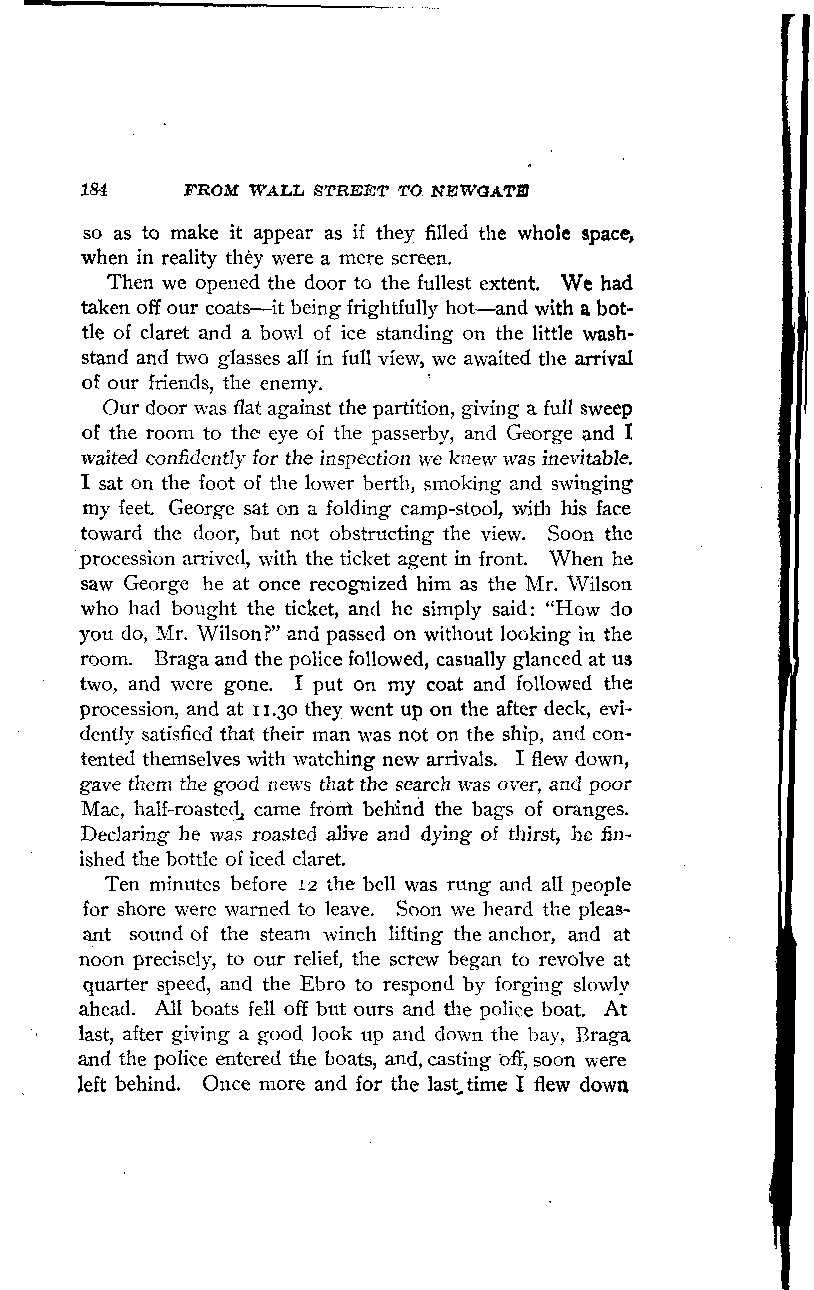 184 FROM WALL STREET TO NEWGATE
so as to make it appear as if they filled the whole space,
when in reality they were a mere screen.
Then we opened the door to the fullest extent. We had
taken off our coats—it being frightfully hot—and with a bot-
tle of claret and a bowl of ice standing on the little wash-
stand and two glasses all in full view, we awaited the arrival
of our friends, the enemy.
Our door was flat against the partition, giving a full sweep
of the room to the eye of the passerby, and George and I
waited confidently for the inspection we knew was inevitable.
I sat on the foot of the lower berth, smoking and swinging
my feet. George sat on a folding camp-stool, with his face
toward the door, but not obstructing the view. Soon the
procession arrived, with the ticket agent in front. When he
saw George he at once recognized him as the Mr. Wilson
who had bought the ticket, and he simply said: “How do
you do, Mr. Wilson?” and passed on without looking in the
room. Braga and the police followed, casually glanced at us
two, and were gone. I put on my coat and followed the
procession, and at 11.30 they went up on the after deck, evi-
dently satisfied that their man was not on the ship, and con-
tented themselves with watching new arrivals. I flew down,
gave them the good news that the search was over, and poor
Mac, half-roasted, came from behind the bags of oranges.
Declaring he was roasted alive and dying of thirst, he fin-
ished the bottle of iced claret.
Ten minutes before 12 the bell was rung and all people
for shore were warned to leave. Soon we heard the pleas-
ant sound of the steam winch lifting the anchor, and at
noon precisely, to our relief, the screw began to revolve at
quarter speed, and the Ebro to respond by forging slowly
ahead. All boats fell off but ours and the police boat. At
last, after giving a good look up and down the bay, Braga
and the police entered the boats, and, casting off, soon were
left behind. Once more and for the last time I flew down